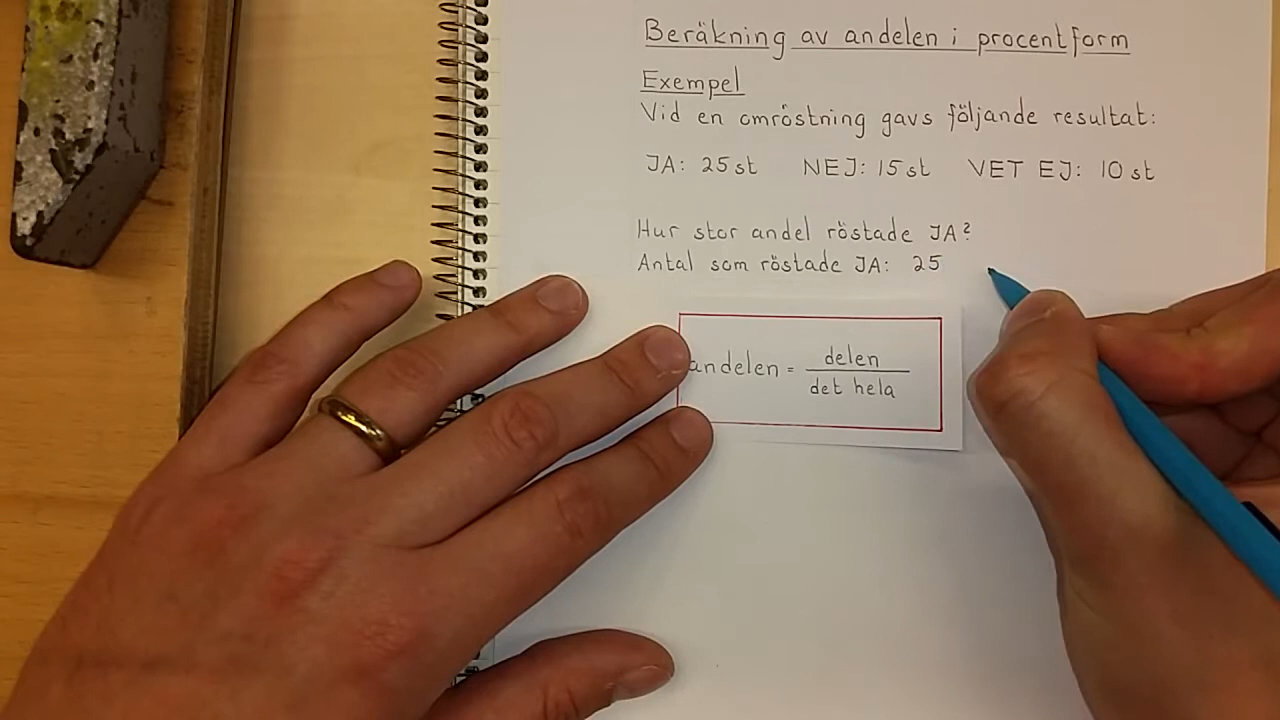 Beräkning av andelen i procentform
Exempel
Vid en omröstning gavs följande resultat:
JA: 25 st NEJ: 15 st VET EJ: 10 st
Hur stor andel röstade JA?
Antal som röstade JA: 25
andelen = delen
det hela